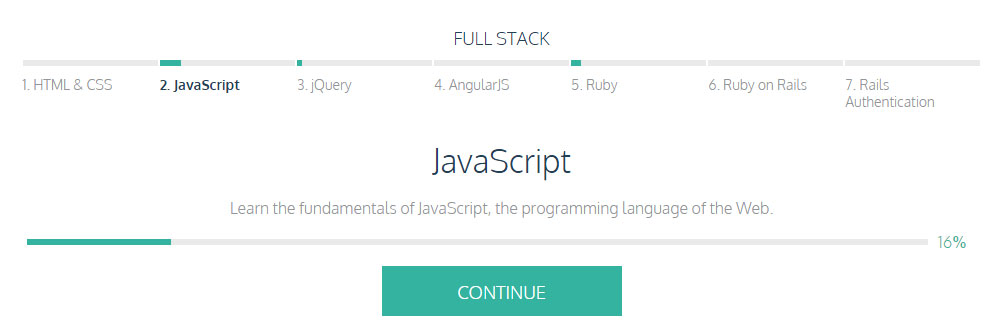 FULL STACK
1. HTML & CSS
2. JavaScript
3. jQuery
4. AngularJS
5. Ruby
6. Ruby on Rails
7. Rails
Authentication
JavaScript
Learn the fundamentals of JavaScript, the programming language of the Web.
16%
CONTINUE